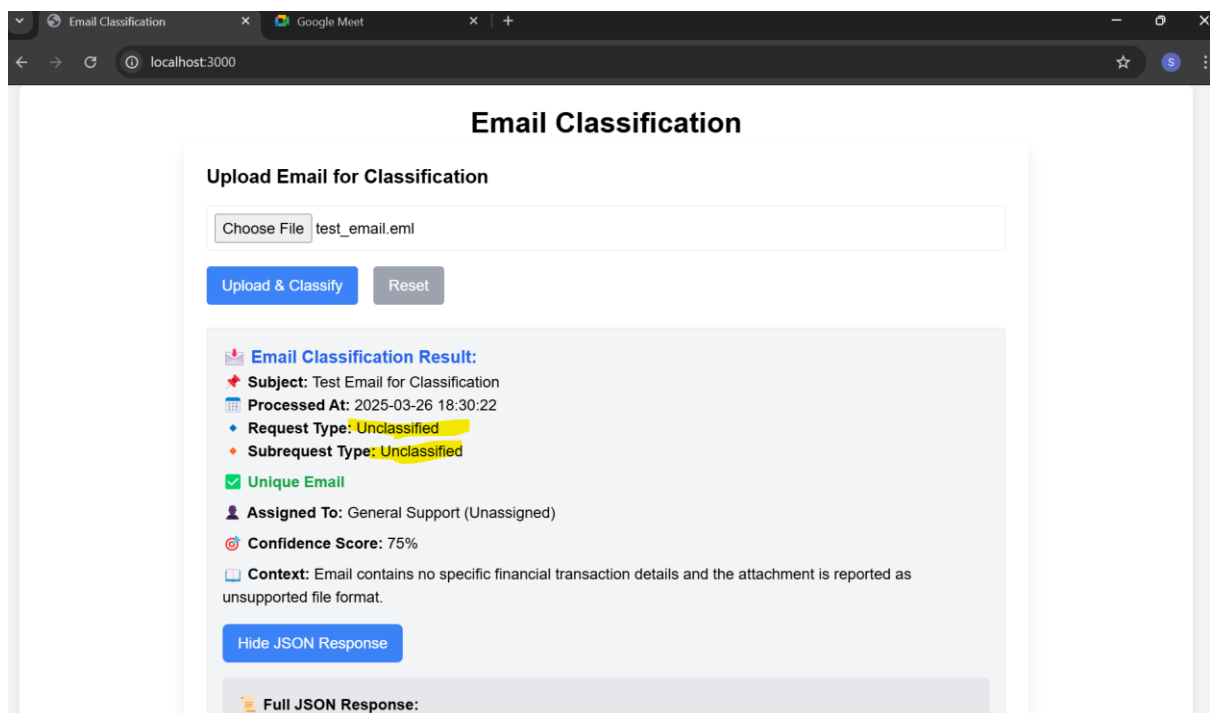 Email Classification
Google Meet
localhost:3000
S
Email Classification
Upload Email for Classification
Choose File test_email.eml
Upload & Classify
Reset
Email Classification Result:
Subject: Test Email for Classification
Processed At: 2025-03-26 18:30:22
Request Type: Unclassified
Subrequest Type: Unclassified
Unique Email
Assigned To: General Support (Unassigned)
Confidence Score: 75%
Context: Email contains no specific financial transaction details and the attachment is reported as
unsupported file format.
Hide JSON Response
Full JSON Response: